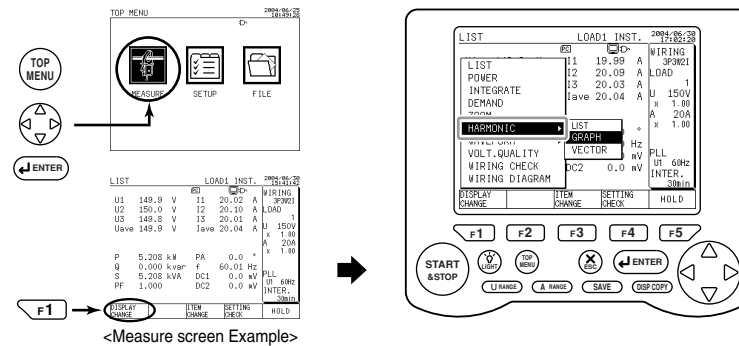 TOP MENU
2004/06/25
10:49:28
TOP
MENU
MEASURE
SETUP
FILE
ENTER
LIST
LOAD1 INST.
2004/06/30
15:41:42
PC
WIRING
3P3W2I
U1 149.9 V I1 20.02 A
U2 150.0 V I2 20.10 A
U3 149.8 V I3 20.01 A
Uave 149.9 V Iave 20.04 A
LOAD
1
U 150V
x 1.00
A 20A
x 1.00
P 5.208 kW PA 0.0 °
Q 0.000 kvar f 60.01 Hz
S 5.208 kVA DC1 0.0 mV
PF 1.000 DC2 0.0 mV
PLL
U1 60Hz
INTER.
30min
DISPLAY
CHANGE
ITEM
CHANGE
SETTING
CHECK
HOLD
F1
<Measure screen Example>
LIST
LOAD1 INST.
2004/06/30
17:02:20
PC
WIRING
3P3W2I
LIST
POWER
INTEGRATE
DEMAND
HARMONIC
VOLT.QUALITY
WIRING CHECK
WIRING DIAGRAM
I1 19.99 A
I2 20.09 A
I3 20.03 A
Iave 20.04 A
LOAD
1
U 150V
x 1.00
A 20A
x 1.00
LIST
GRAPH
VECTOR
°
Hz
mV
DC2 0.0 mV
PLL
U1 60Hz
INTER.
30min
DISPLAY
CHANGE
ITEM
CHANGE
SETTING
CHECK
HOLD
F1
F2
F3
F4
F5
START
&STOP
LIGHT
TOP
MENU
ESC
ENTER
U RANGE
A RANGE
SAVE
DISP COPY